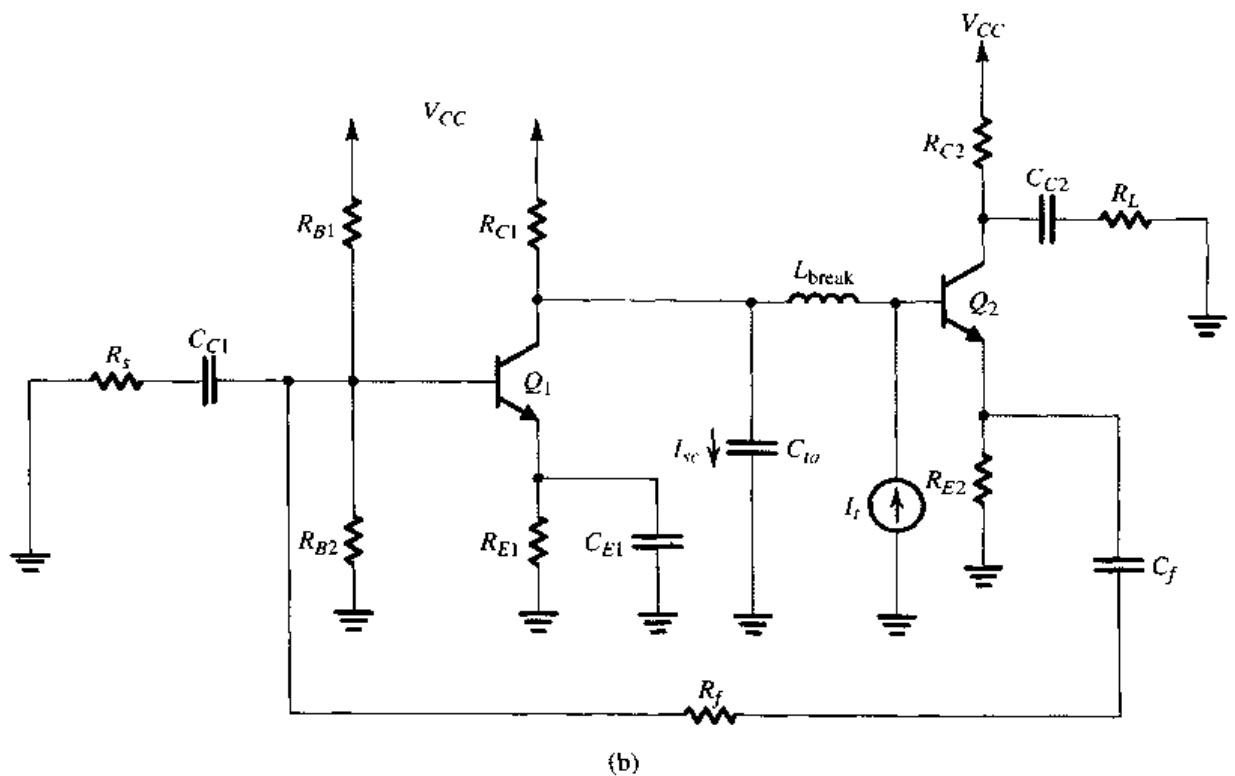 V_CC
V_CC
R_C2
C_C2
R_L
R_B1
R_C1
L_break
Q_2
C_C1
R_s
Q_1
I_sc
C_ta
I_t
R_E2
R_B2
R_E1
C_E1
C_f
R_f
(b)